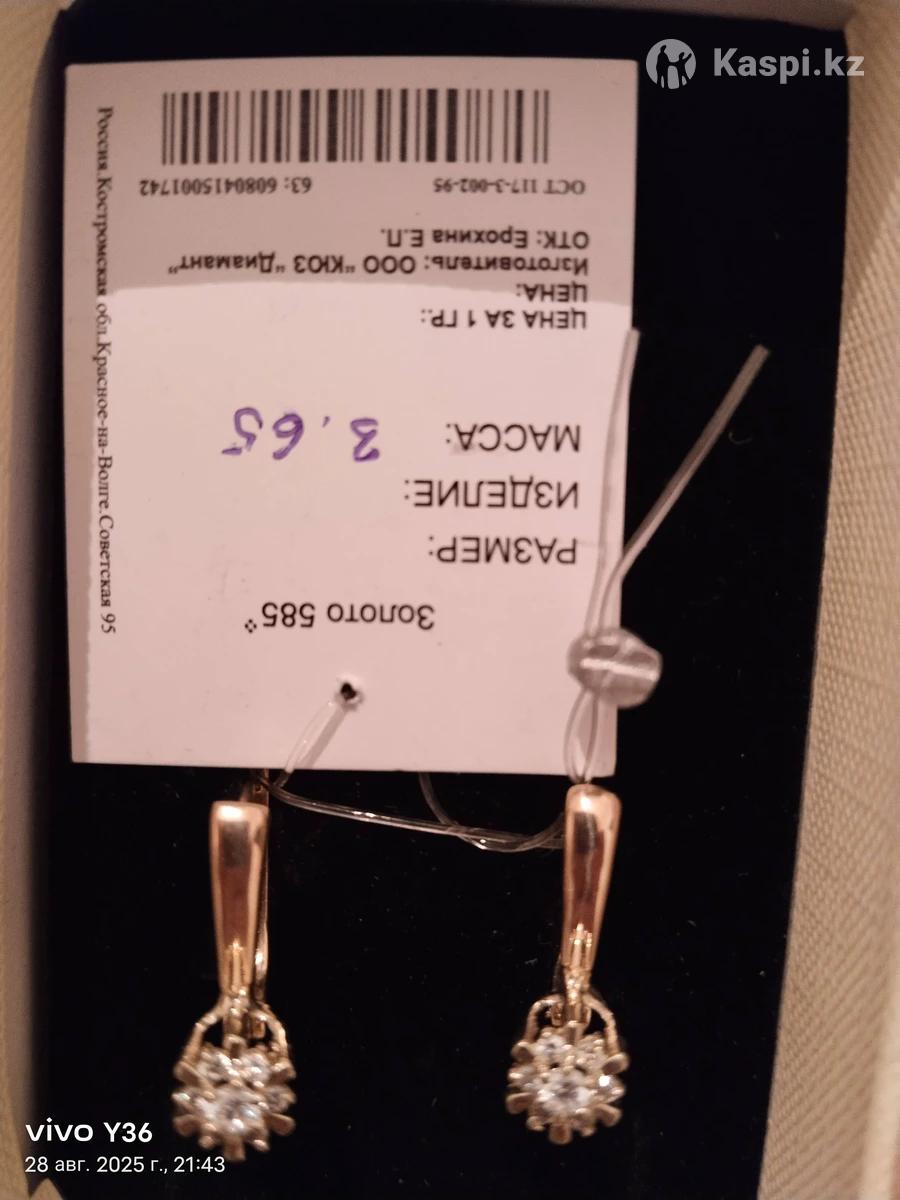 Kaspi.kz
Золото 585°
РАЗМЕР:
ИЗДЕЛИЕ:
МАССА: 3.65
ЦЕНА ЗА 1 ГР.:
ЦЕНА:
Изготовитель: ООО "КЮЗ "Диамант"
ОТК: Ерохина Е.П.
ОСТ 117-3-002-95 63: 6080415001742
Россия.Костромская обл.Красное-на-Волге.Советская 95
vivo Y36
28 авг. 2025 г., 21:43